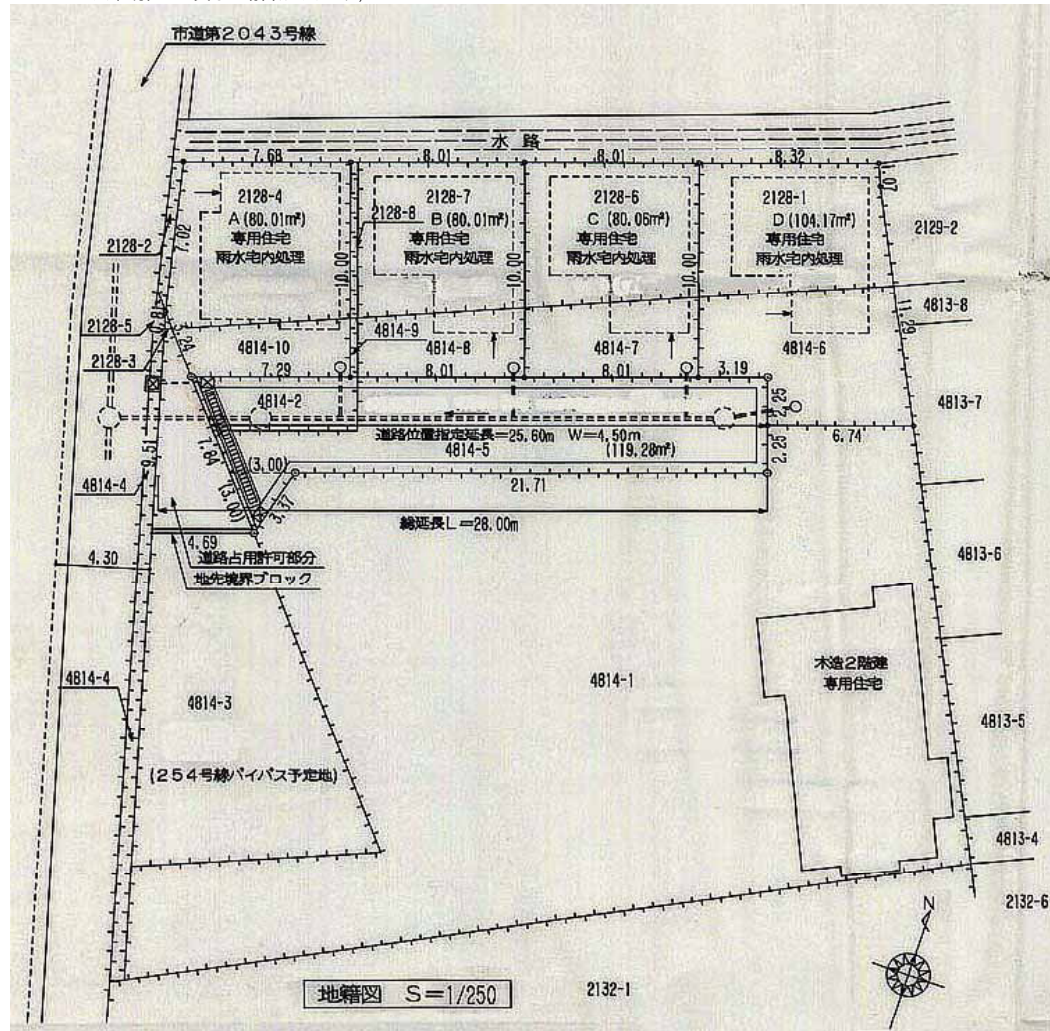 市道第2043号線
水路
7.68
8.01
8.01
8.32
2128-4
A(80.01㎡)
専用住宅
雨水宅内処理
2128-8
2128-7
B(80.01㎡)
専用住宅
雨水宅内処理
2128-6
C(80.06㎡)
専用住宅
雨水宅内処理
2128-1
D(104.17㎡)
専用住宅
雨水宅内処理
2129-2
2128-2
7.02
10.00
10.00
10.00
11.29
4813-8
2128-5
2128-3
3.24
4814-10
4814-9
4814-8
4814-7
4814-6
7.29
8.01
8.01
3.19
4814-2
2.25
2.25
4813-7
道路位置指定延長=25.60m W=4.50m
(119.28㎡)
4814-5
6.74
9.51
7.84
(3.00)
(3.00)
3.37
21.71
4814-4
総延長L=28.00m
4.69
道路占用許可部分
地先境界ブロック
4.30
4813-6
4814-4
4814-3
4814-1
木造2階建
専用住宅
4813-5
(254号線バイパス予定地)
4813-4
2132-6
N
地籍図 S=1/250
2132-1